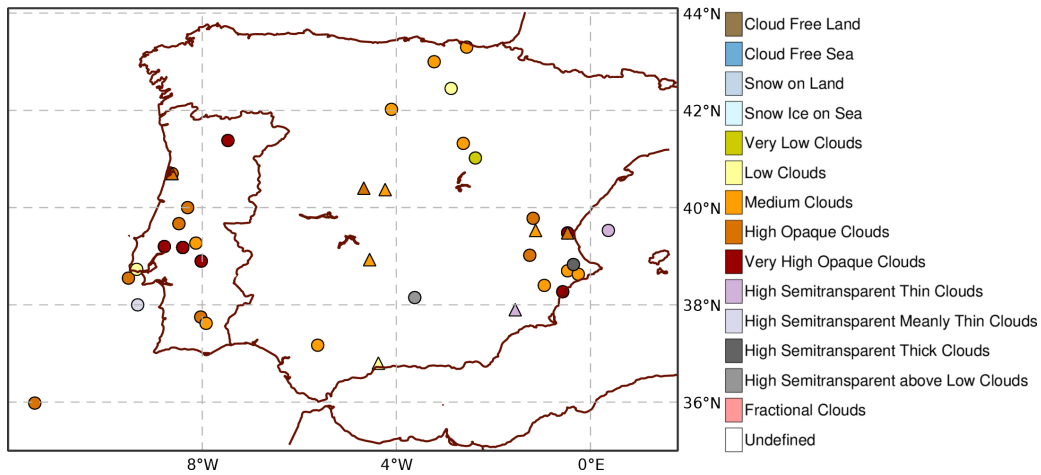 44°N
42°N
40°N
38°N
36°N
8°W
4°W
0°E
Cloud Free Land
Cloud Free Sea
Snow on Land
Snow Ice on Sea
Very Low Clouds
Low Clouds
Medium Clouds
High Opaque Clouds
Very High Opaque Clouds
High Semitransparent Thin Clouds
High Semitransparent Meanly Thin Clouds
High Semitransparent Thick Clouds
High Semitransparent above Low Clouds
Fractional Clouds
Undefined